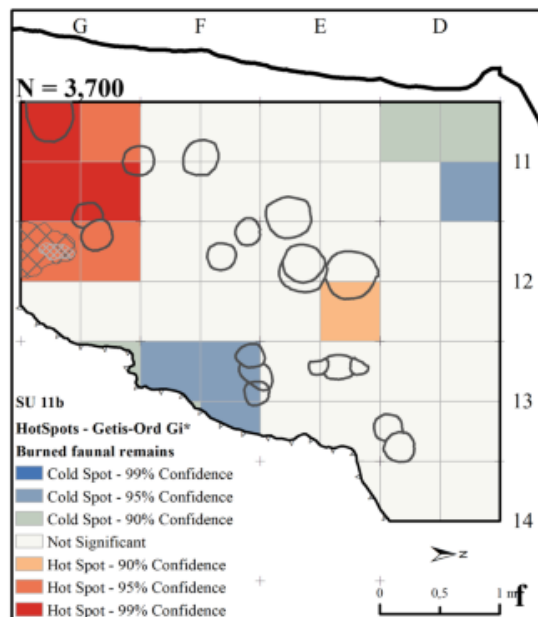 G F E D
N = 3,700
11
12
13
14
SU 11b
HotSpots - Getis-Ord Gi*
Burned faunal remains
Cold Spot - 99% Confidence
Cold Spot - 95% Confidence
Cold Spot - 90% Confidence
Not Significant
Hot Spot - 90% Confidence
Hot Spot - 95% Confidence
Hot Spot - 99% Confidence
N
0 0,5 1 m
f